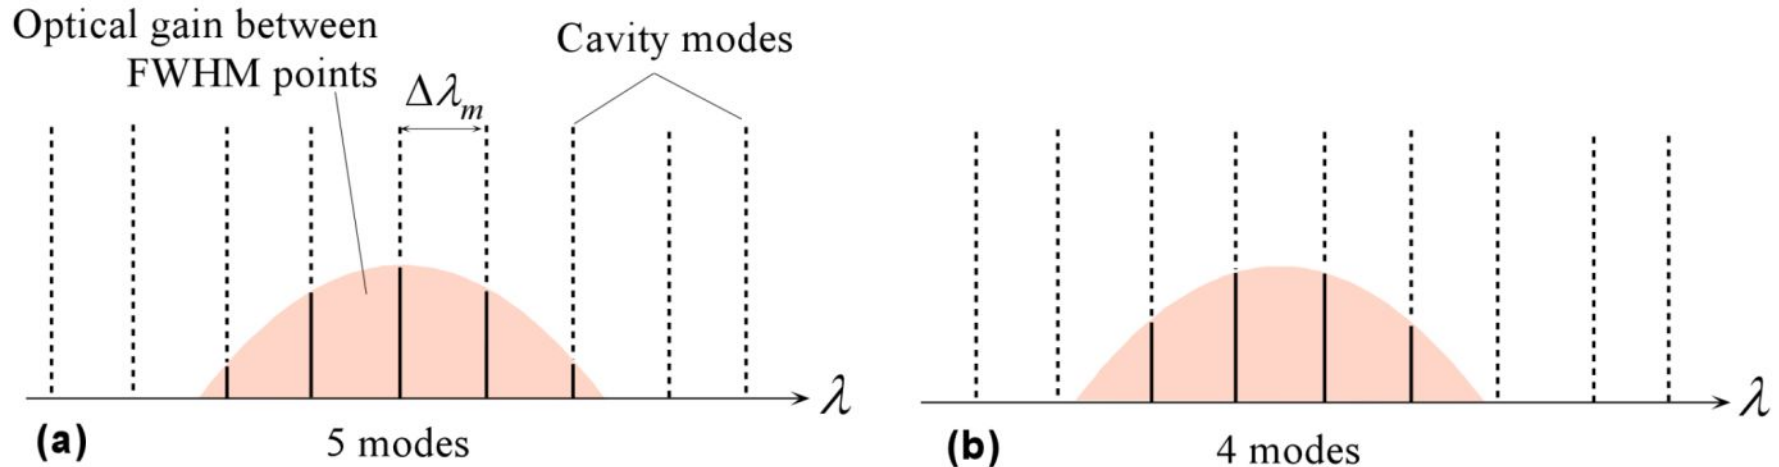 Optical gain between
FWHM points
Cavity modes
Δλm
λ
(a)
5 modes
λ
(b)
4 modes